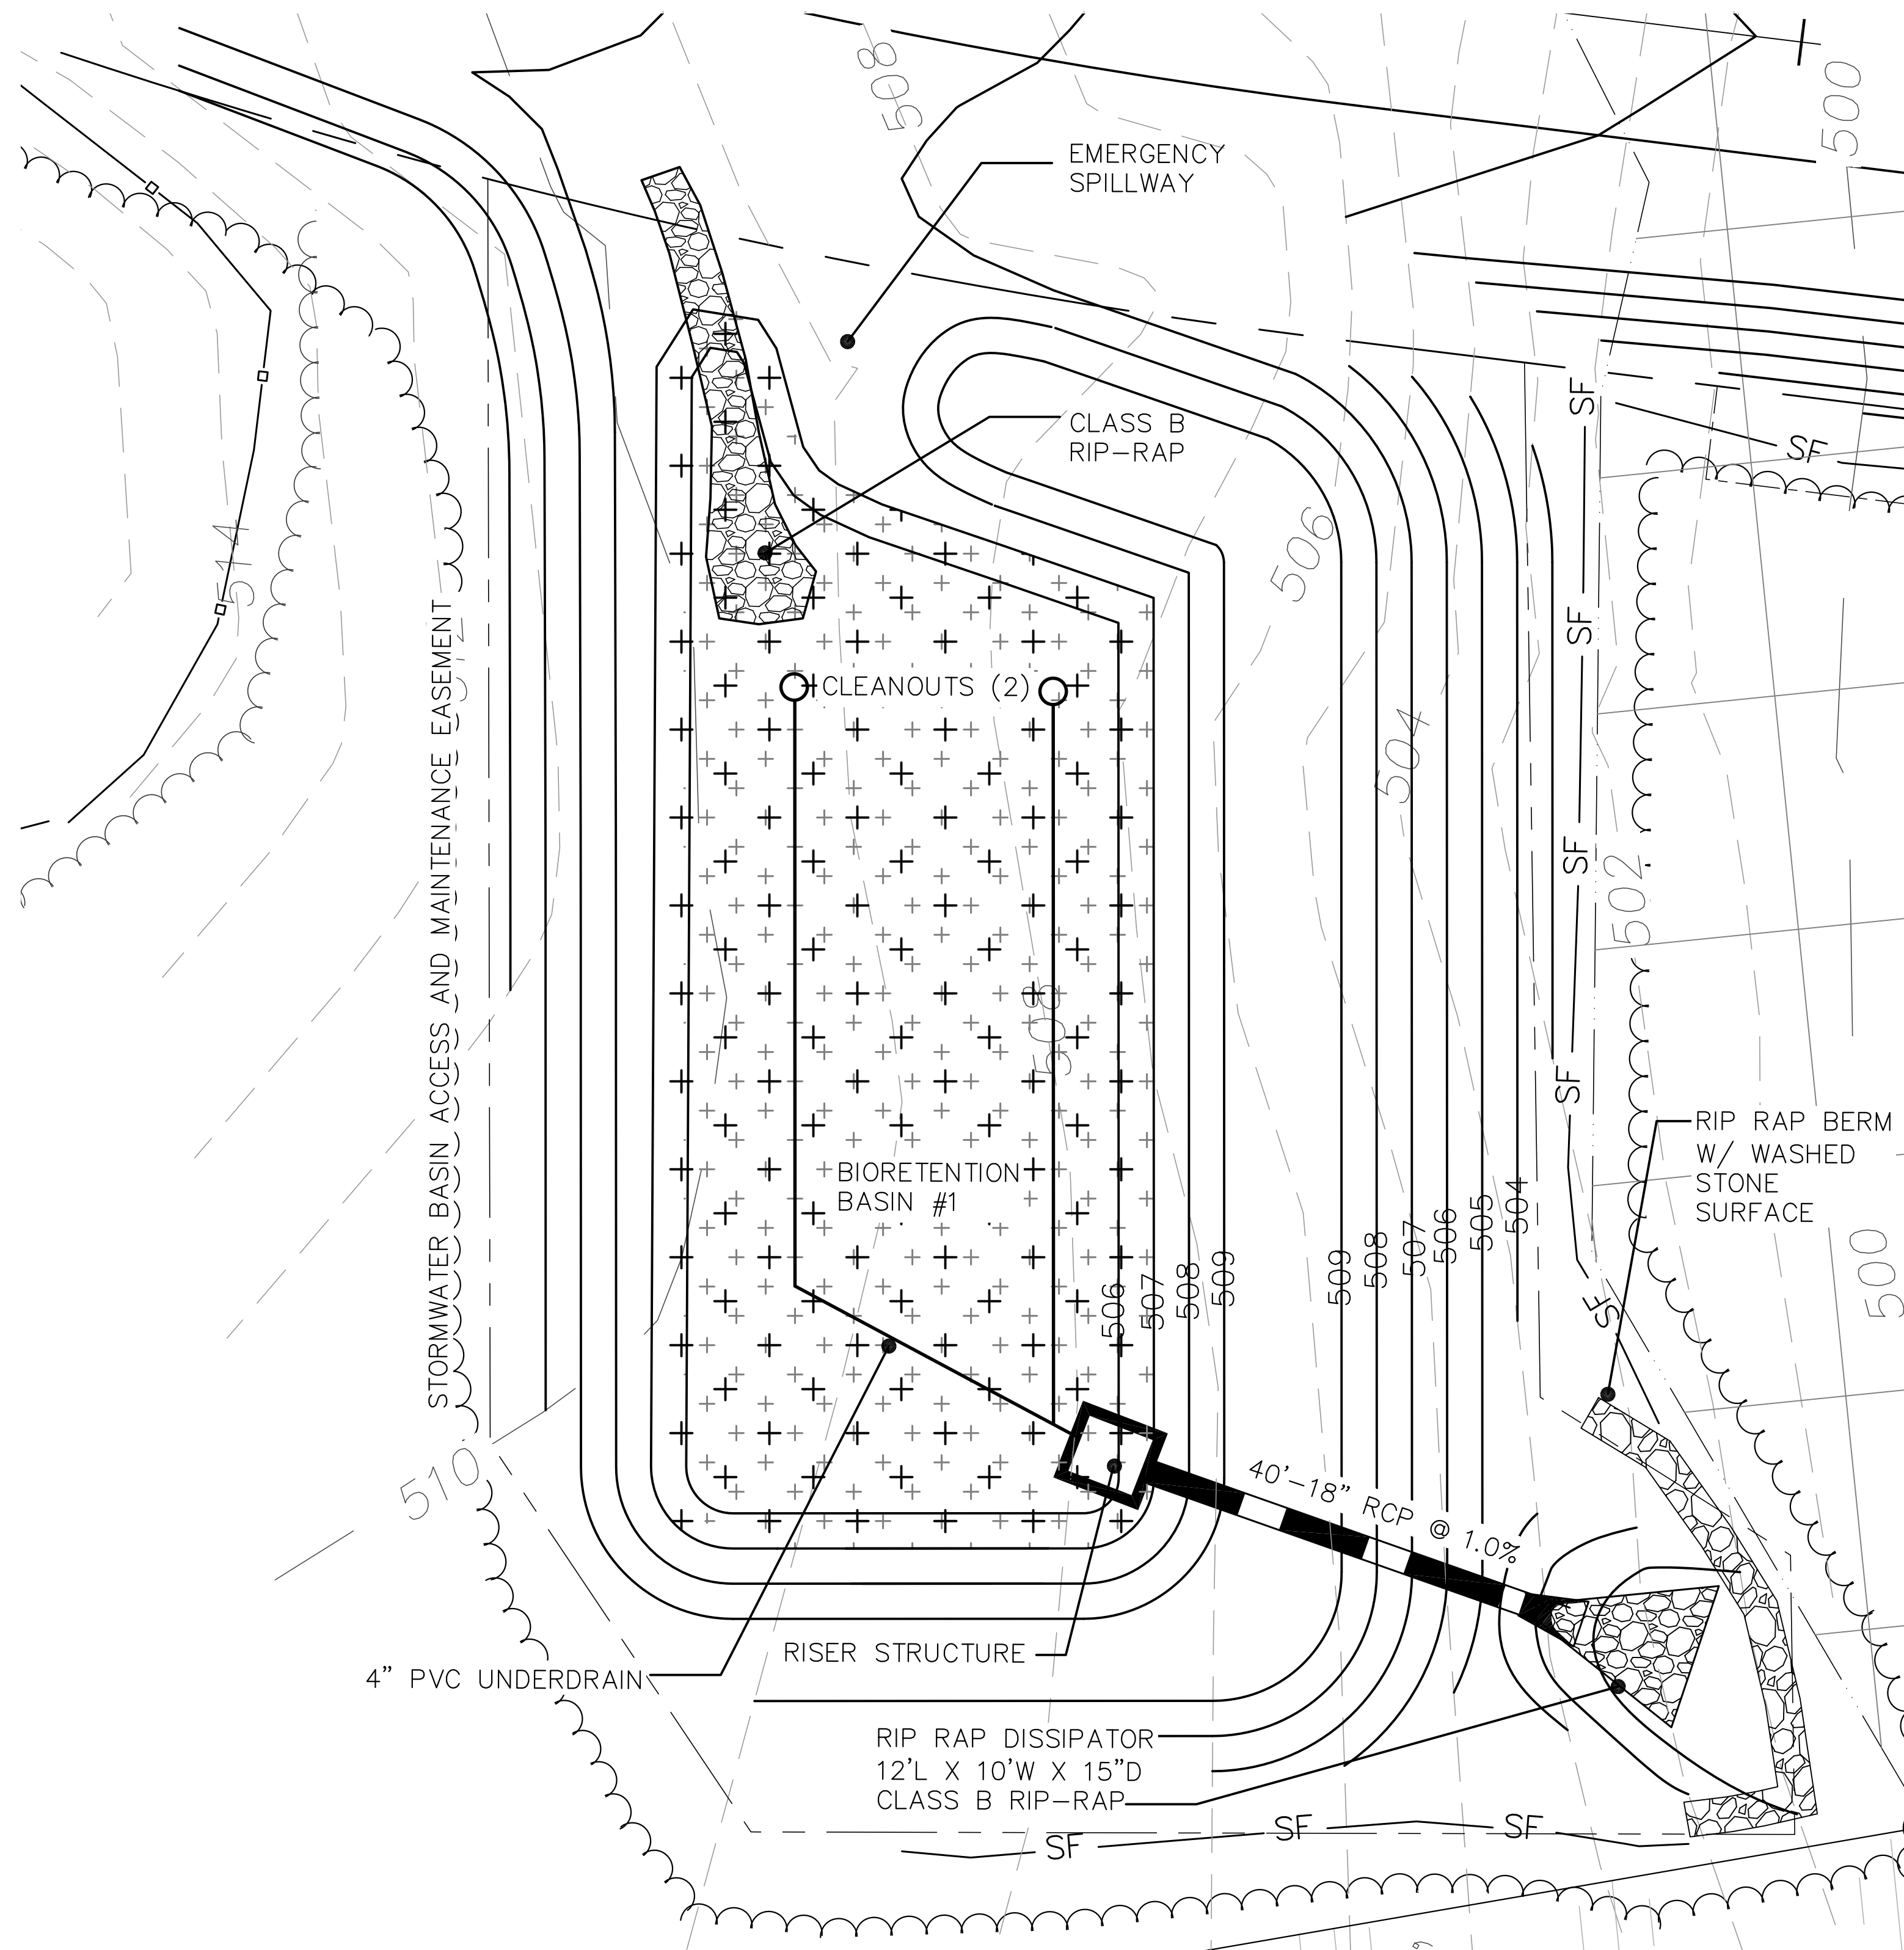 508
500
EMERGENCY
SPILLWAY
SF
CLASS B
RIP-RAP
SF
506
514
SF
STORMWATER BASIN ACCESS AND MAINTENANCE EASEMENT
CLEANOUTS (2)
504
SF
502
508
SF
RIP RAP BERM
W/ WASHED
STONE
SURFACE
BIORETENTION
BASIN #1
506
507
508
509
509
508
507
506
505
504
500
SF
510
40'-18" RCP @ 1.0%
RISER STRUCTURE
4" PVC UNDERDRAIN
RIP RAP DISSIPATOR
12'L X 10'W X 15"D
CLASS B RIP-RAP
SF
SF
SF